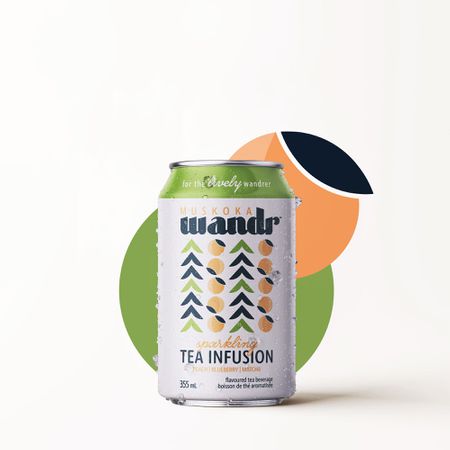 for the lively wandrer
MUSKOKA
wandr™
sparkling
TEA INFUSION
PEACH | BLUEBERRY | MATCHA
355 mL
flavoured tea beverage
boisson de thé aromatisée